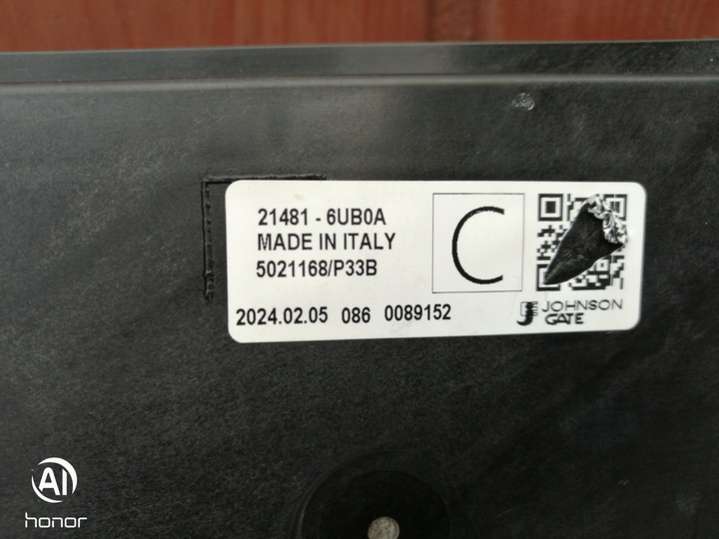 21481 - 6UB0A
MADE IN ITALY
5021168/P33B
C
2024.02.05 086 0089152
JOHNSON
GATE
AI
honor